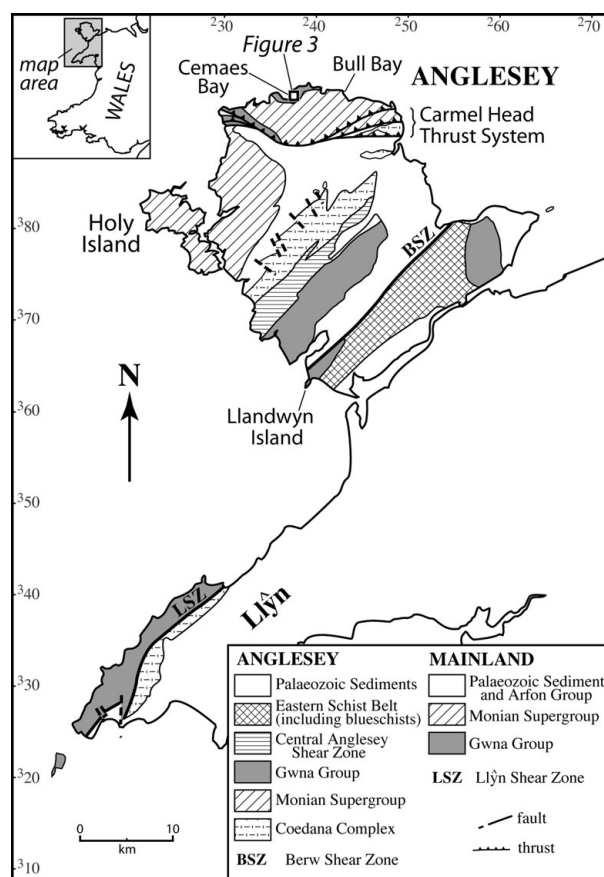 230
240
250
260
270
Figure 3
Cemaes
Bay
Bull Bay
ANGLESEY
map
area
WALES
Carmel Head
Thrust System
380
Holy
Island
BSZ
370
N
360
Llandwyn
Island
350
340
LSZ
Llŷn
330
320
310
0 10
km
ANGLESEY
Palaeozoic Sediments
Eastern Schist Belt
(including blueschists)
Central Anglesey
Shear Zone
Gwna Group
Monian Supergroup
Coedana Complex
BSZ Berw Shear Zone
MAINLAND
Palaeozoic Sediment
and Arfon Group
Monian Supergroup
Gwna Group
LSZ Llŷn Shear Zone
fault
thrust